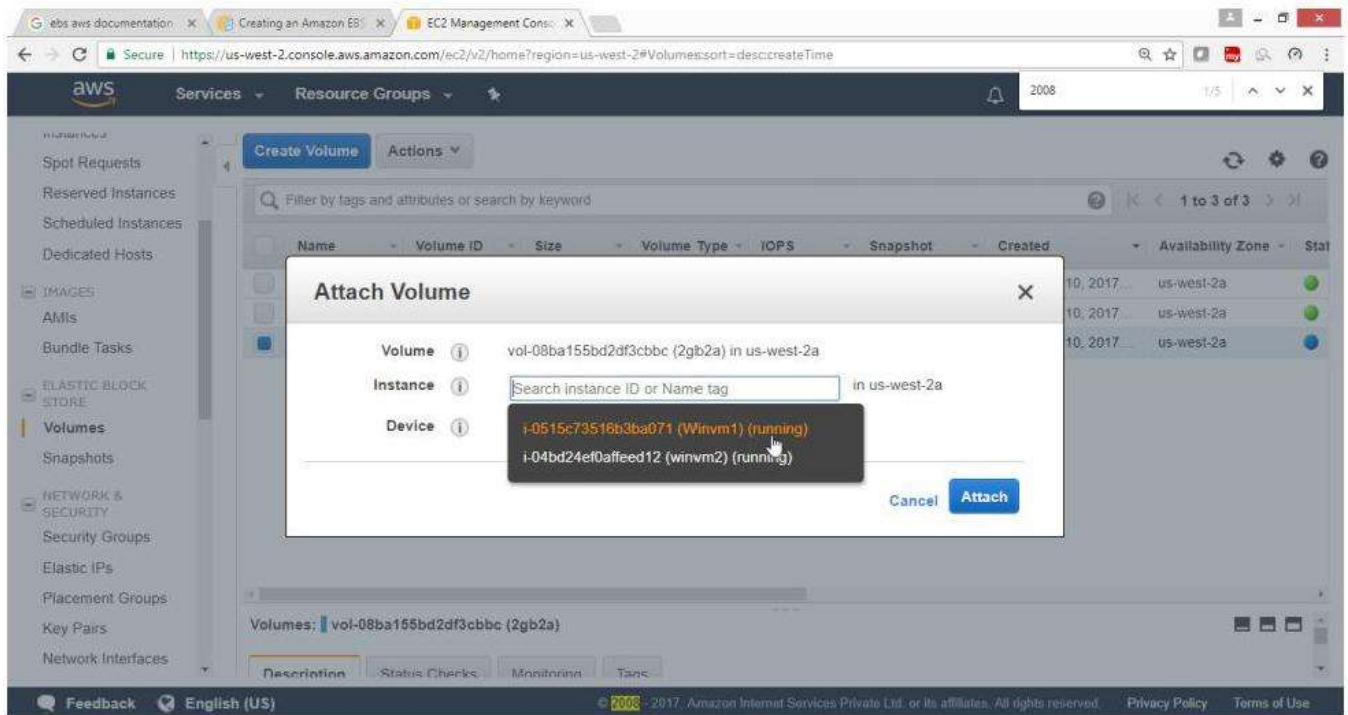 ebs aws documentation
Creating an Amazon EBS
EC2 Management Conso
Secure | https://us-west-2.console.aws.amazon.com/ec2/v2/home?region=us-west-2#Volumes:sort=desc:createTime
aws Services Resource Groups
2008 1/5
Instances
Spot Requests
Reserved Instances
Scheduled Instances
Dedicated Hosts
IMAGES
AMIs
Bundle Tasks
ELASTIC BLOCK
STORE
Volumes
Snapshots
NETWORK &
SECURITY
Security Groups
Elastic IPs
Placement Groups
Key Pairs
Network Interfaces
Create Volume Actions
Filter by tags and attributes or search by keyword
1 to 3 of 3
Name Volume ID Size Volume Type IOPS Snapshot Created Availability Zone Stat
10, 2017... us-west-2a
10, 2017... us-west-2a
10, 2017... us-west-2a
Attach Volume
Volume vol-08ba155bd2df3cbbc (2gb2a) in us-west-2a
Instance Search instance ID or Name tag in us-west-2a
Device
i-0515c73516b3ba071 (Winvm1) (running)
i-04bd24ef0affeed12 (winvm2) (running)
Cancel Attach
Volumes: vol-08ba155bd2df3cbbc (2gb2a)
Description Status Checks Monitoring Tags
Feedback English (US)
© 2008 - 2017, Amazon Internet Services Private Ltd. or its affiliates. All rights reserved. Privacy Policy Terms of Use